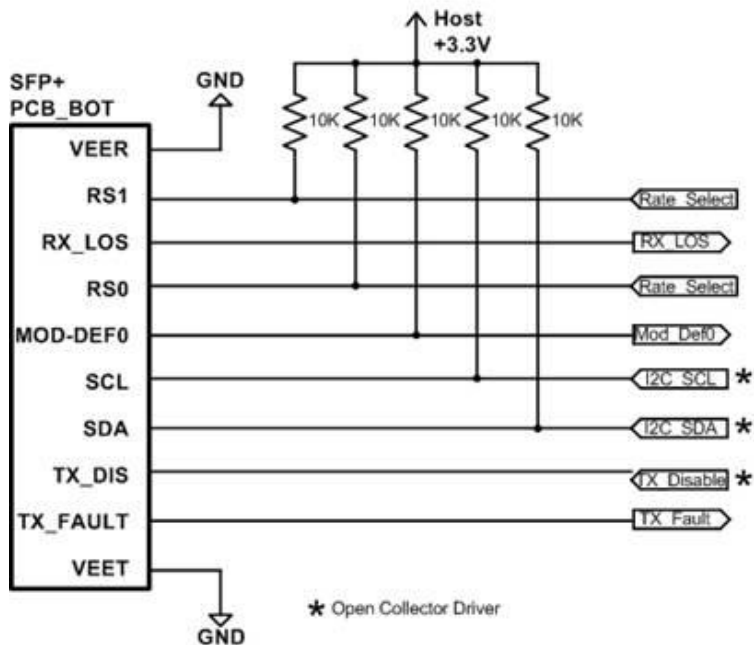 Host
+3.3V
SFP+
PCB_BOT
GND
10K
10K
10K
10K
10K
VEER
RS1
Rate_Select
RX_LOS
RX_LOS
RS0
Rate_Select
MOD-DEF0
Mod_Def0
SCL
I2C_SCL *
SDA
I2C_SDA *
TX_DIS
TX_Disable *
TX_FAULT
TX_Fault
VEET
* Open Collector Driver
GND